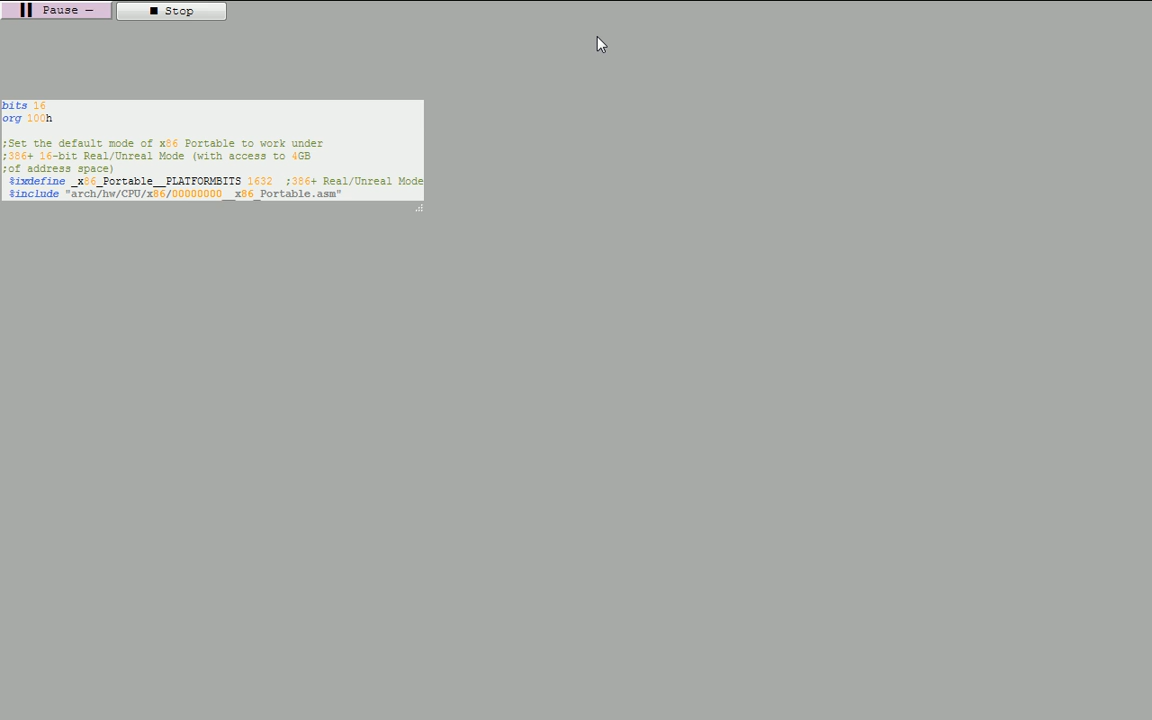 Pause —
Stop
bits 16
org 100h
;Set the default mode of x86 Portable to work under
;386+ 16-bit Real/Unreal Mode (with access to 4GB
;of address space)
%ixdefine _x86_Portable__PLATFORMBITS 1632  ;386+ Real/Unreal Mode
%include "arch/hw/CPU/x86/00000000__x86_Portable.asm"